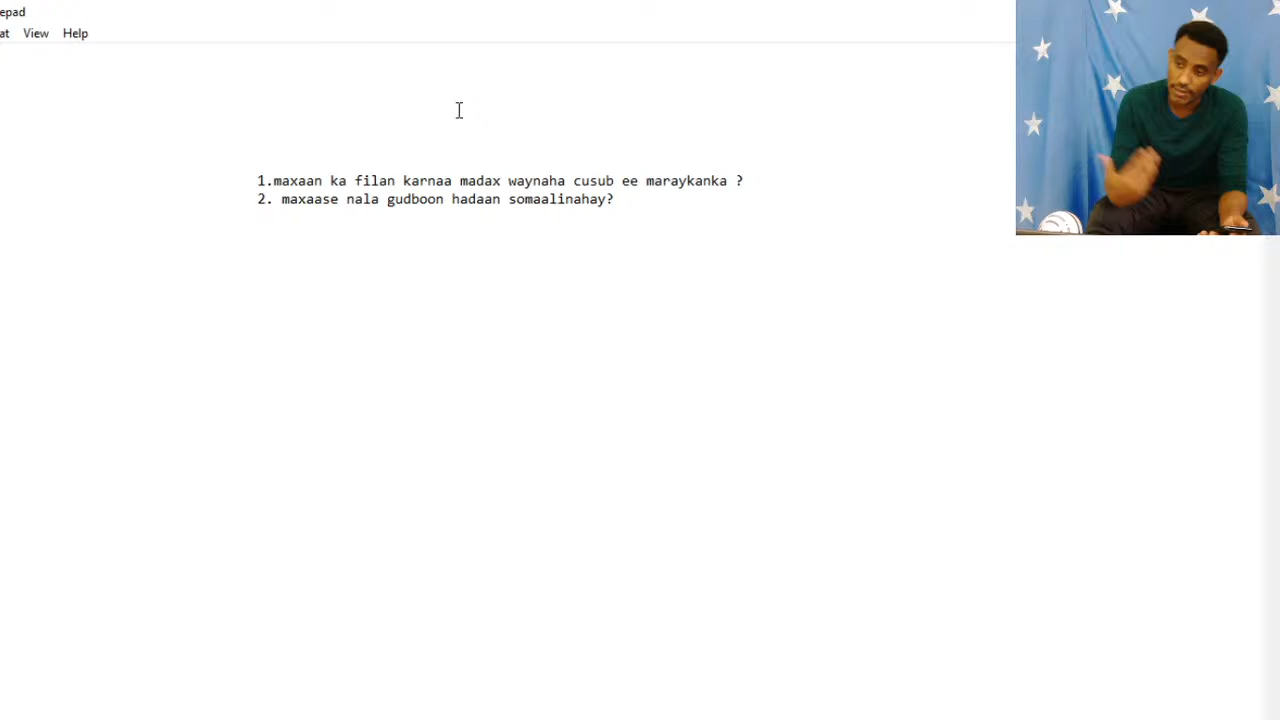 epad
at View Help
1.maxaan ka filan karnaa madax waynaha cusub ee maraykanka ?
2. maxaase nala gudboon hadaan somaalinahay?